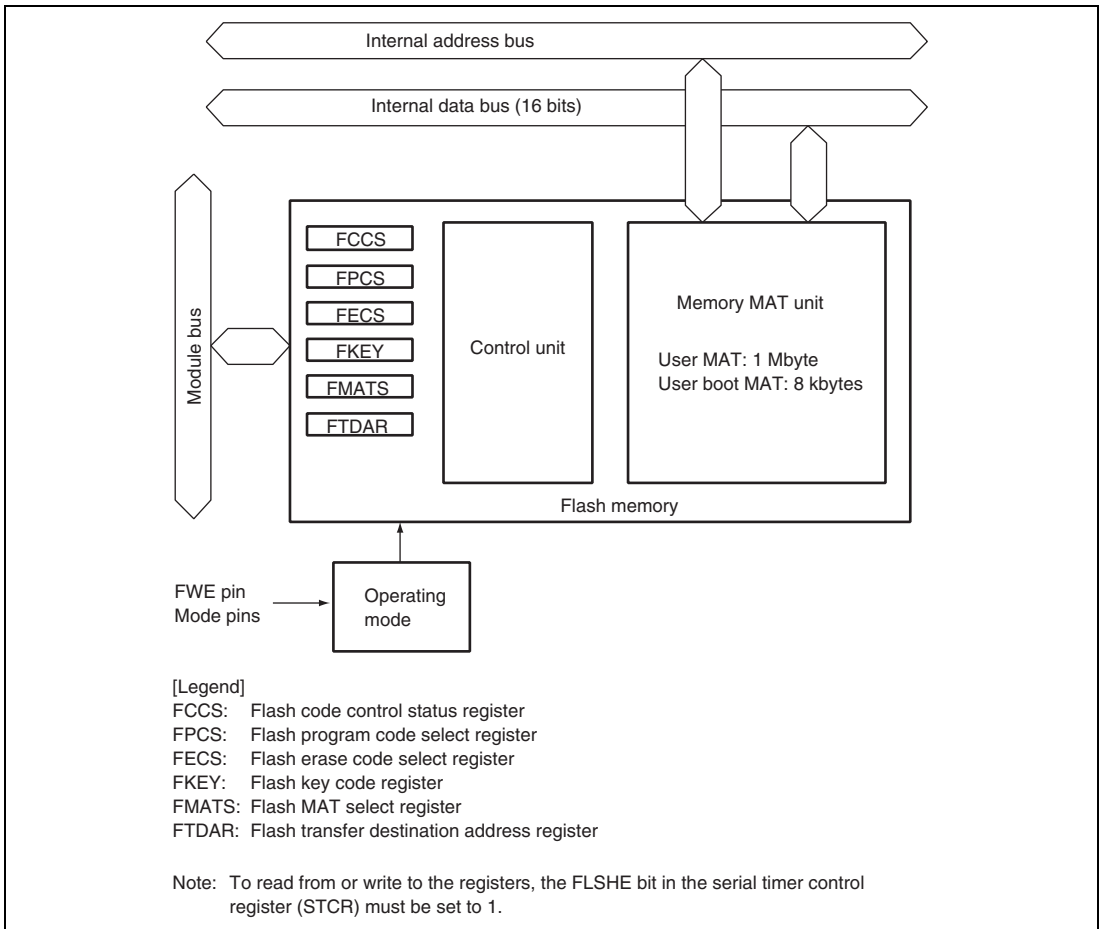 Internal address bus
Internal data bus (16 bits)
Module bus
FCCS
FPCS
FECS
FKEY
FMATS
FTDAR
Control unit
Memory MAT unit
User MAT: 1 Mbyte
User boot MAT: 8 kbytes
Flash memory
FWE pin
Mode pins
Operating
mode
[Legend]
FCCS: Flash code control status register
FPCS: Flash program code select register
FECS: Flash erase code select register
FKEY: Flash key code register
FMATS: Flash MAT select register
FTDAR: Flash transfer destination address register
Note: To read from or write to the registers, the FLSHE bit in the serial timer control
register (STCR) must be set to 1.